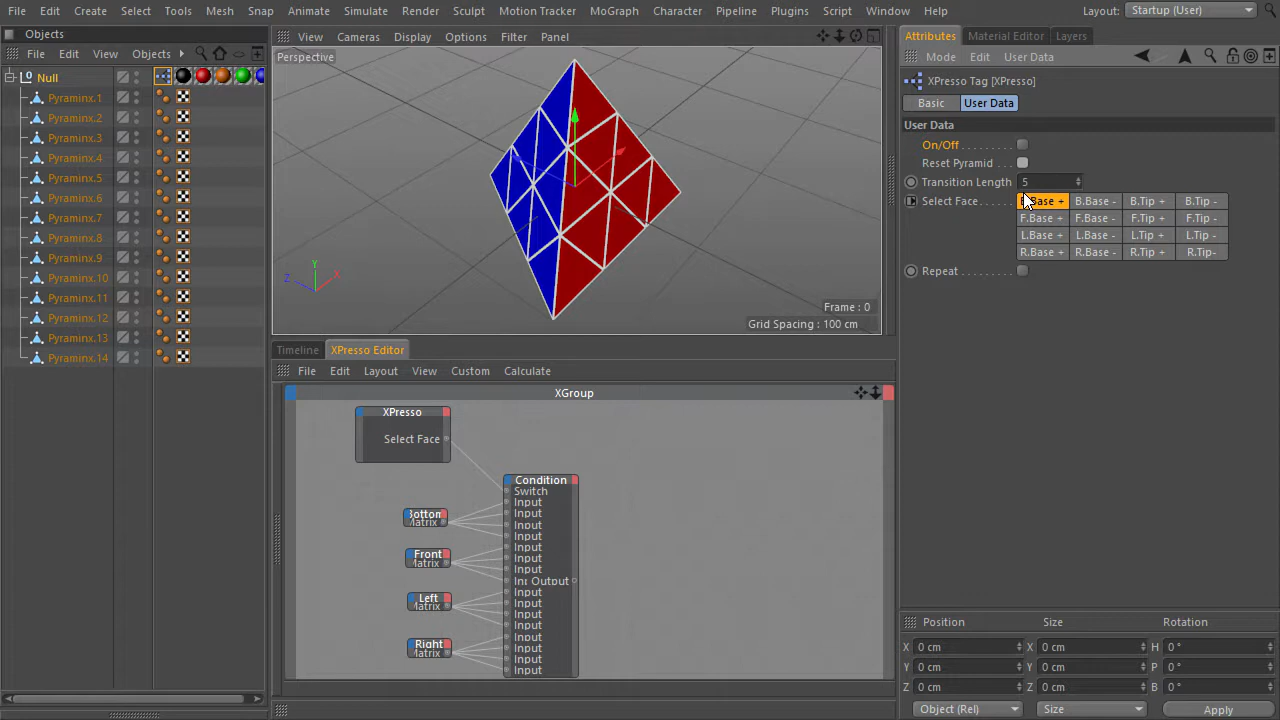 File Edit Create Select Tools Mesh Snap Animate Simulate Render Sculpt Motion Tracker MoGraph Character Pipeline Plugins Script Window Help Layout: Startup (User)
Objects
File Edit View Objects
Null
Pyraminx.1
Pyraminx.2
Pyraminx.3
Pyraminx.4
Pyraminx.5
Pyraminx.6
Pyraminx.7
Pyraminx.8
Pyraminx.9
Pyraminx.10
Pyraminx.11
Pyraminx.12
Pyraminx.13
Pyraminx.14
View Cameras Display Options Filter Panel
Perspective
Y
Z X
Frame : 0
Grid Spacing : 100 cm
Timeline XPresso Editor
File Edit Layout View Custom Calculate
XGroup
XPresso
Select Face
Condition
Switch
Input
Input
Input
Input
Input
Input
Input
Output
Input
Input
Input
Input
Input
Input
Input
Input
Bottom
Matrix
Front
Matrix
Left
Matrix
Right
Matrix
Attributes Material Editor Layers
Mode Edit User Data
XPresso Tag [XPresso]
Basic User Data
User Data
On/Off
Reset Pyramid
Transition Length 5
Select Face Base + B.Base - B.Tip + B.Tip -
F.Base + F.Base - F.Tip + F.Tip -
L.Base + L.Base - L.Tip + L.Tip -
R.Base + R.Base - R.Tip + R.Tip-
Repeat
Position Size Rotation
X 0 cm X 0 cm H 0 °
Y 0 cm Y 0 cm P 0 °
Z 0 cm Z 0 cm B 0 °
Object (Rel) Size Apply